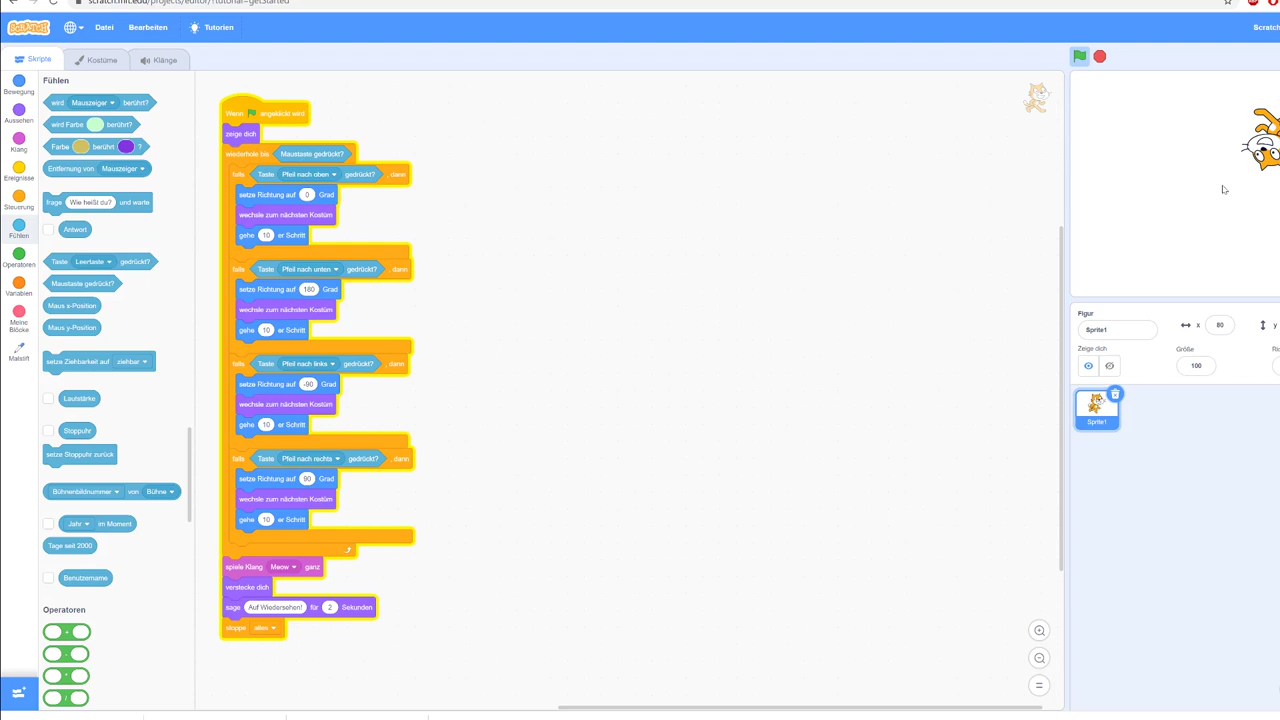 scratch.mit.edu/projects/editor/?tutorial=getStarted
SCRATCH Datei Bearbeiten Tutorien Scratch
Skripte Kostüme Klänge
Bewegung
Aussehen
Klang
Ereignisse
Steuerung
Fühlen
Operatoren
Variablen
Meine Blöcke
Malstift
Fühlen
wird Mauszeiger berührt?
wird Farbe berührt?
Farbe berührt ?
Entfernung von Mauszeiger
frage Wie heißt du? und warte
Antwort
Taste Leertaste gedrückt?
Maustaste gedrückt?
Maus x-Position
Maus y-Position
setze Ziehbarkeit auf ziehbar
Lautstärke
Stoppuhr
setze Stoppuhr zurück
Bühnenbildnummer von Bühne
Jahr im Moment
Tage seit 2000
Benutzername
Operatoren
+
-
*
/
Wenn angeklickt wird
zeige dich
wiederhole bis Maustaste gedrückt?
falls Taste Pfeil nach oben gedrückt? , dann
setze Richtung auf 0 Grad
wechsle zum nächsten Kostüm
gehe 10 er Schritt
falls Taste Pfeil nach unten gedrückt? , dann
setze Richtung auf 180 Grad
wechsle zum nächsten Kostüm
gehe 10 er Schritt
falls Taste Pfeil nach links gedrückt? , dann
setze Richtung auf -90 Grad
wechsle zum nächsten Kostüm
gehe 10 er Schritt
falls Taste Pfeil nach rechts gedrückt? , dann
setze Richtung auf 90 Grad
wechsle zum nächsten Kostüm
gehe 10 er Schritt
spiele Klang Meow ganz
verstecke dich
sage Auf Wiedersehen! für 2 Sekunden
stoppe alles
Figur
Sprite1 x 80 y
Zeige dich Größe
100
Sprite1